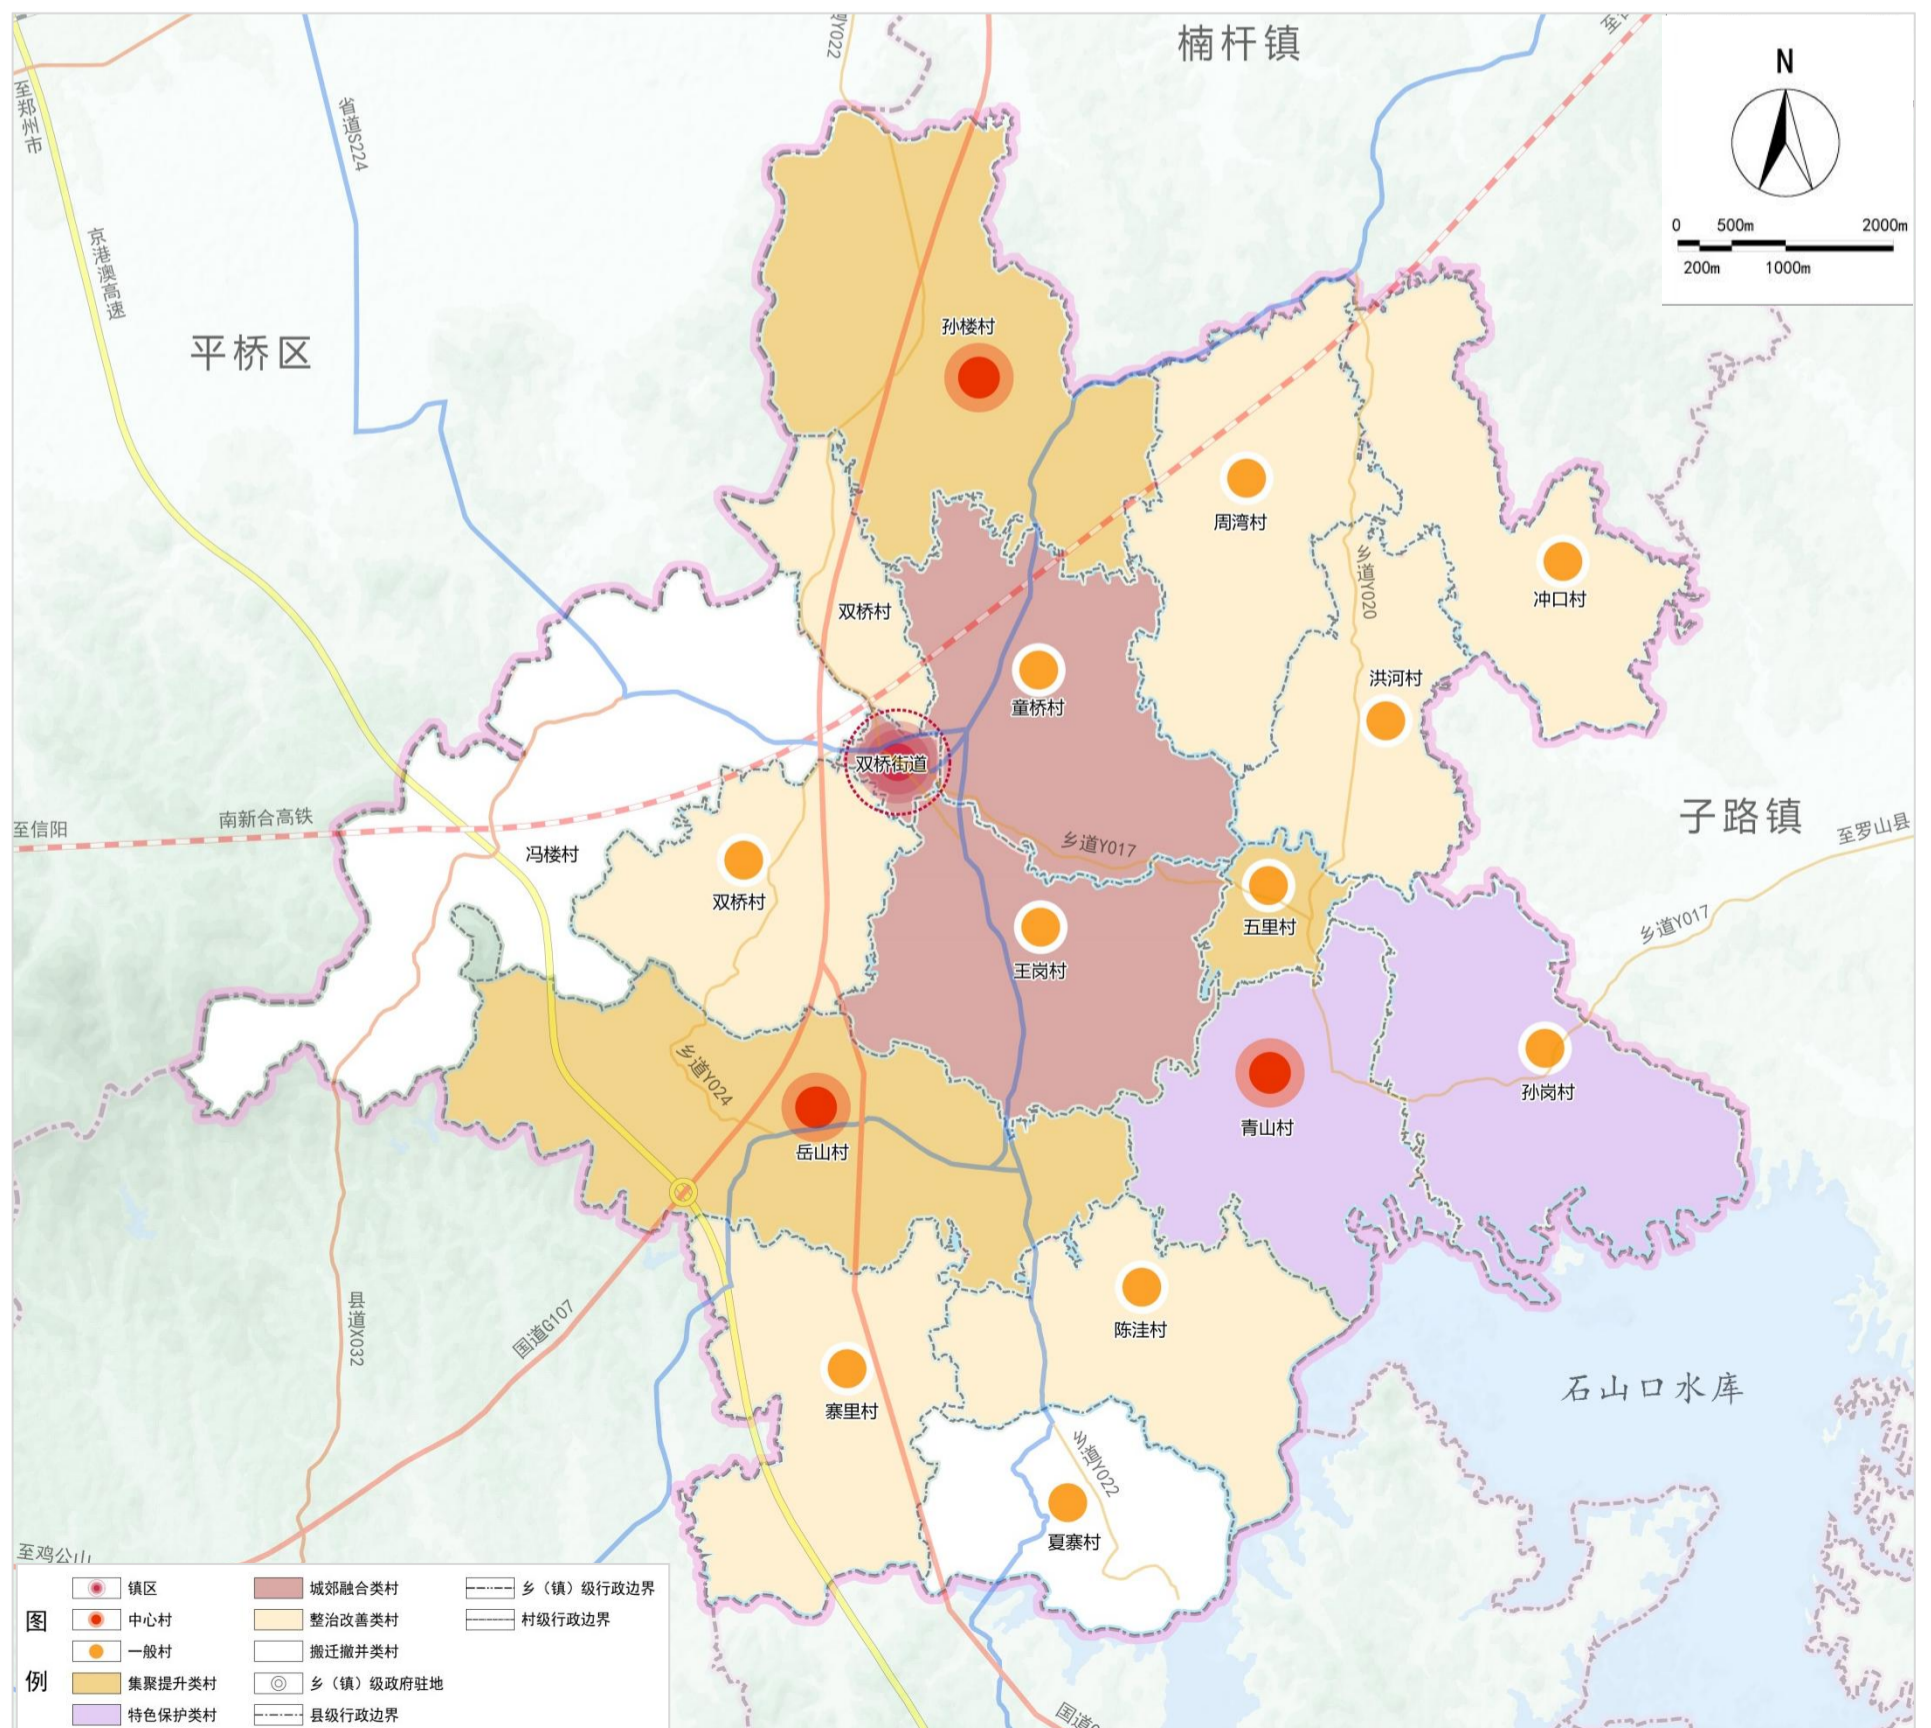 楠杆镇
乡道Y022
至郑州市
省道S224
N
0 500m 2000m
200m 1000m
京港澳高速
平桥区
孙楼村
周湾村
乡道Y020
冲口村
双桥村
洪河村
童桥村
双桥街道
子路镇
至罗山县
至信阳
南新合高铁
冯楼村
乡道Y017
双桥村
五里村
乡道Y017
王岗村
孙岗村
乡道Y024
青山村
岳山村
县道X032
国道G107
陈洼村
石山口水库
寨里村
乡道Y022
夏寨村
至鸡公山
国道
图例
镇区
中心村
一般村
集聚提升类村
特色保护类村
城郊融合类村
整治改善类村
搬迁撤并类村
乡（镇）级政府驻地
县级行政边界
乡（镇）级行政边界
村级行政边界